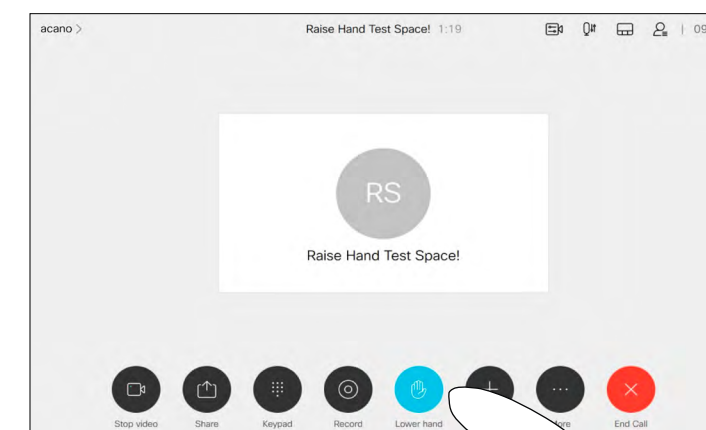 acano >
Raise Hand Test Space! 1:19
09
RS
Raise Hand Test Space!
Stop video Share Keypad Record Lower hand End Call